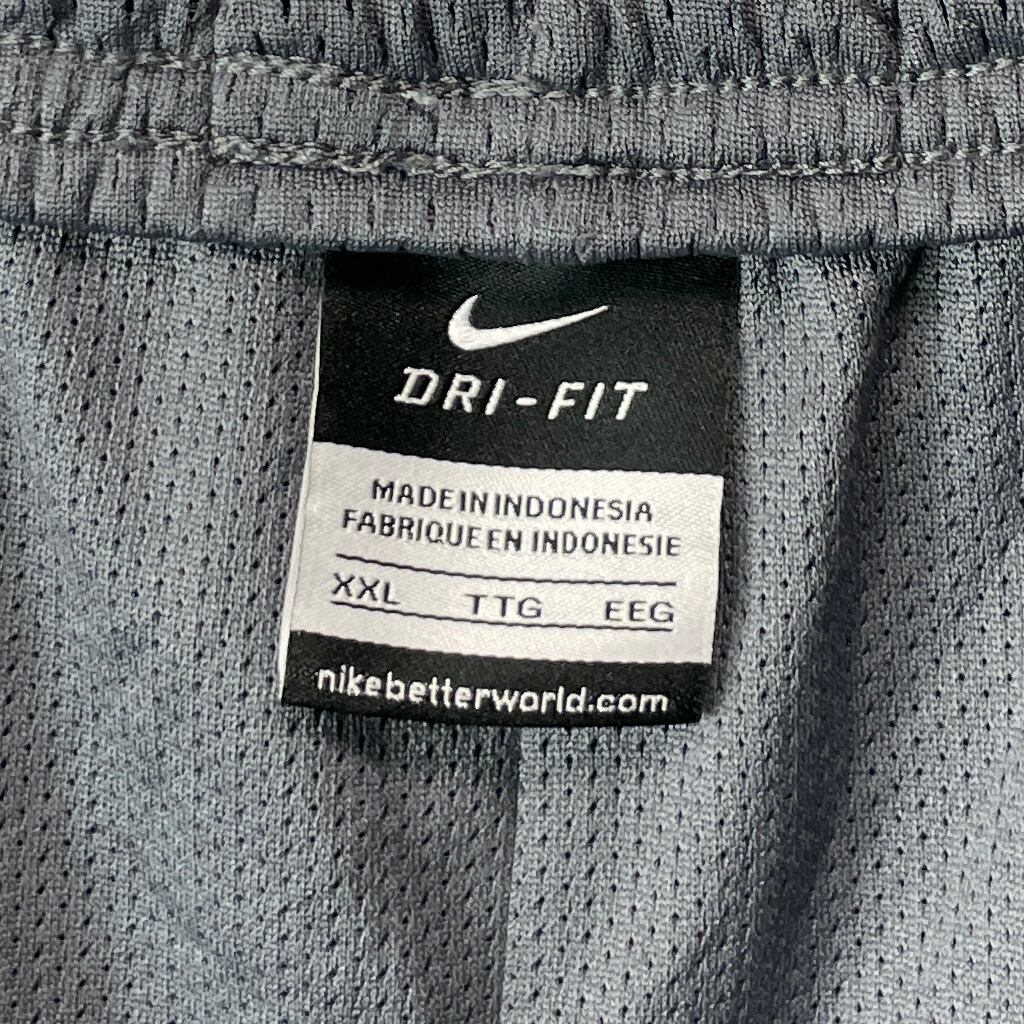 DRI-FIT
MADE IN INDONESIA
FABRIQUE EN INDONESIE
XXL TTG EEG
nikebetterworld.com